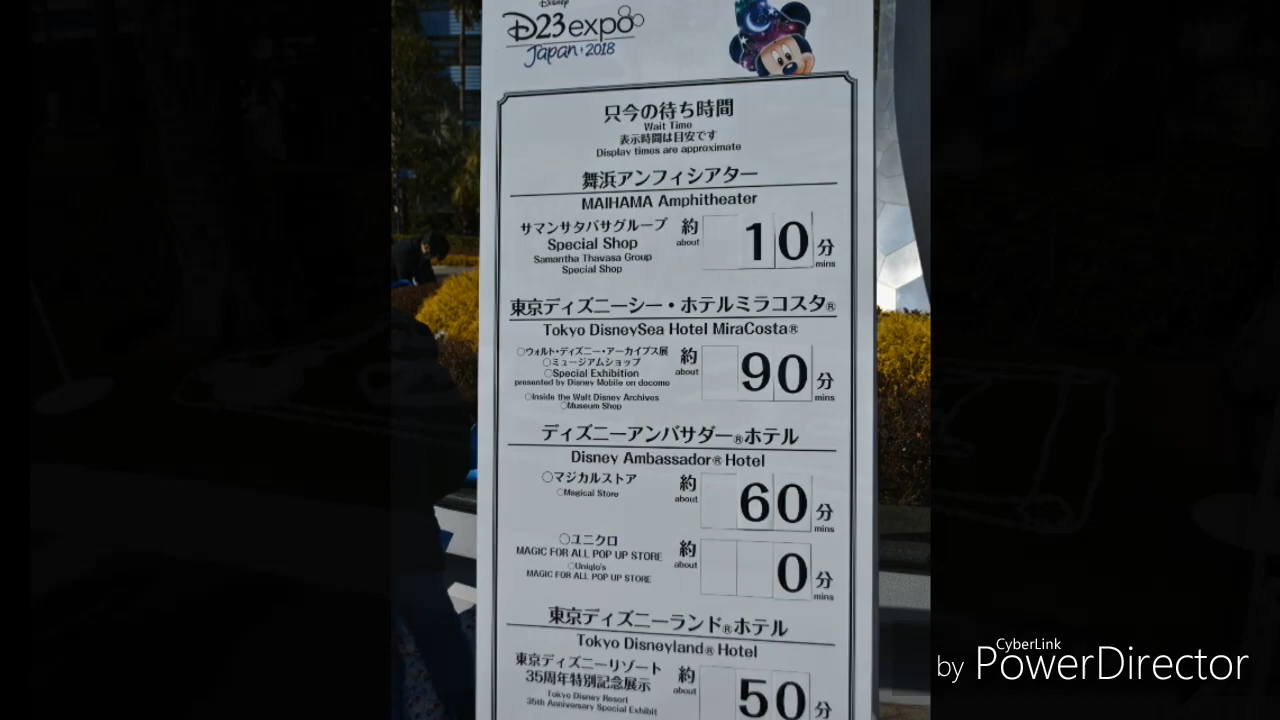 Disney
D23 expo
Japan 2018
只今の待ち時間
Wait Time
表示時間は目安です
Display times are approximate
舞浜アンフィシアター
MAIHAMA Amphitheater
サマンサタバサグループ
Special Shop
Samantha Thavasa Group
Special Shop
約
about
10
分
mins
東京ディズニーシー・ホテルミラコスタ®
Tokyo DisneySea Hotel MiraCosta®
○ウォルト・ディズニー・アーカイブス展
○ミュージアムショップ
○Special Exhibition
presented by Disney Mobile on docomo
○Inside the Walt Disney Archives
○Museum Shop
約
about
90
分
mins
ディズニーアンバサダー®ホテル
Disney Ambassador® Hotel
○マジカルストア
○Magical Store
約
about
60
分
mins
○ユニクロ
MAGIC FOR ALL POP UP STORE
○Uniqlo's
MAGIC FOR ALL POP UP STORE
約
about
0
分
mins
東京ディズニーランド®ホテル
Tokyo Disneyland® Hotel
東京ディズニーリゾート
35周年特別記念展示
Tokyo Disney Resort
35th Anniversary Special Exhibit
約
about
50
分
by CyberLink
PowerDirector